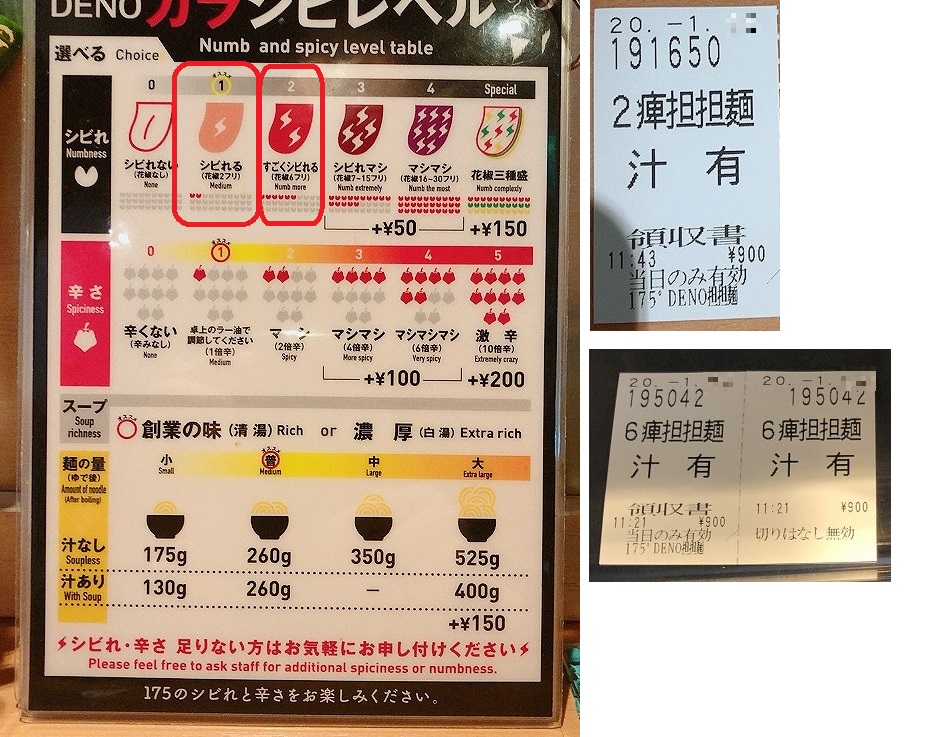 DENO カラシビレベル
Numb and spicy level table
選べる Choice
0 1 2 3 4 Special
シビれ
Numbness
シビれない
(花椒なし)
None
シビれる
(花椒2フリ)
Medium
すごくシビれる
(花椒6フリ)
Numb more
シビれマシ
(花椒7~15フリ)
Numb extremely
マシマシ
(花椒16~30フリ)
Numb the most
花椒三種盛
Numb complexly
+¥50
+¥150
0 1 2 3 4 5
辛さ
Spiciness
辛くない
(辛みなし)
None
卓上のラー油で
調節してください
(1倍辛)
Medium
マシ
(2倍辛)
Spicy
マシマシ
(4倍辛)
More spicy
マシマシマシ
(6倍辛)
Very spicy
激辛
(10倍辛)
Extremely crazy
+¥100
+¥200
スープ
Soup
richness
創業の味 (清湯) Rich or 濃厚 (白湯) Extra rich
麺の量
(ゆで後)
Amount of noodle
(After boiling)
小
Small
普
Medium
中
Large
大
Extra large
汁なし
Soupless
175g 260g 350g 525g
汁あり
With Soup
130g 260g – 400g
+¥150
シビれ・辛さ 足りない方はお気軽にお申し付けください
Please feel free to ask staff for additional spiciness or numbness.
175のシビれと辛さをお楽しみください。
20.-1.
191650
2痺担担麺
汁 有
領収書
11:43 ¥900
当日のみ有効
175°DENO担担麺
20.-1.
195042
6痺担担麺
汁 有
領収書
11:21 ¥900
当日のみ有効
175°DENO担担麺
20.-1.
195042
6痺担担麺
汁 有
11:21 ¥900
切りはなし無効